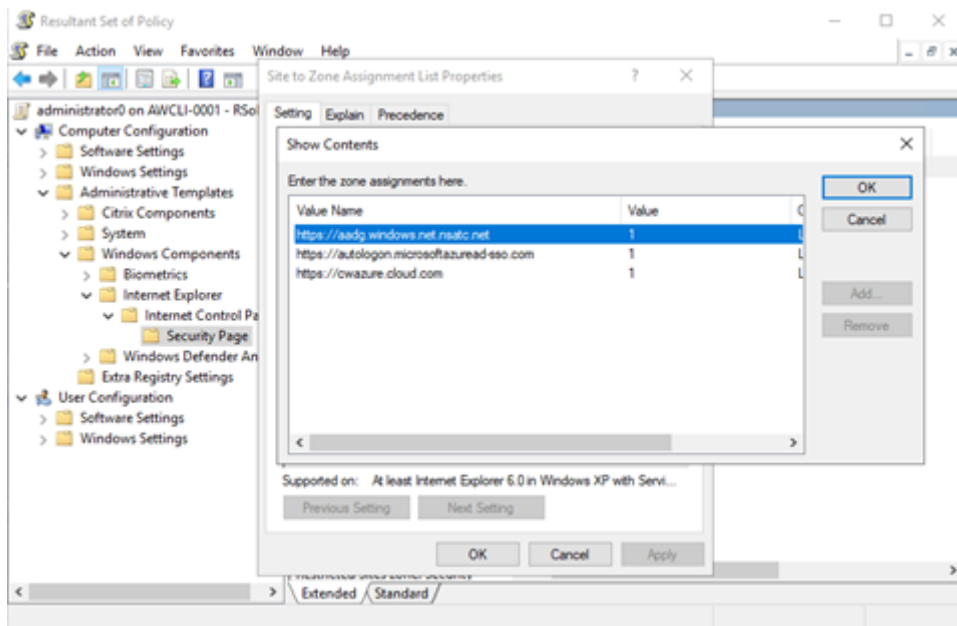 Resultant Set of Policy
File Action View Favorites Window Help
administrator0 on AWCLI-0001 - RSo
Computer Configuration
Software Settings
Windows Settings
Administrative Templates
Citrix Components
System
Windows Components
Biometrics
Internet Explorer
Internet Control Pa
Security Page
Windows Defender An
Extra Registry Settings
User Configuration
Software Settings
Windows Settings
Site to Zone Assignment List Properties
Setting Explain Precedence
Show Contents
Enter the zone assignments here.
Value Name Value
https://aadg.windows.net.nsatc.net 1
https://autologon.microsoftazuread-sso.com 1
https://cwazure.cloud.com 1
OK
Cancel
Add...
Remove
Supported on: At least Internet Explorer 6.0 in Windows XP with Servi...
Previous Setting Next Setting
OK Cancel Apply
Extended Standard